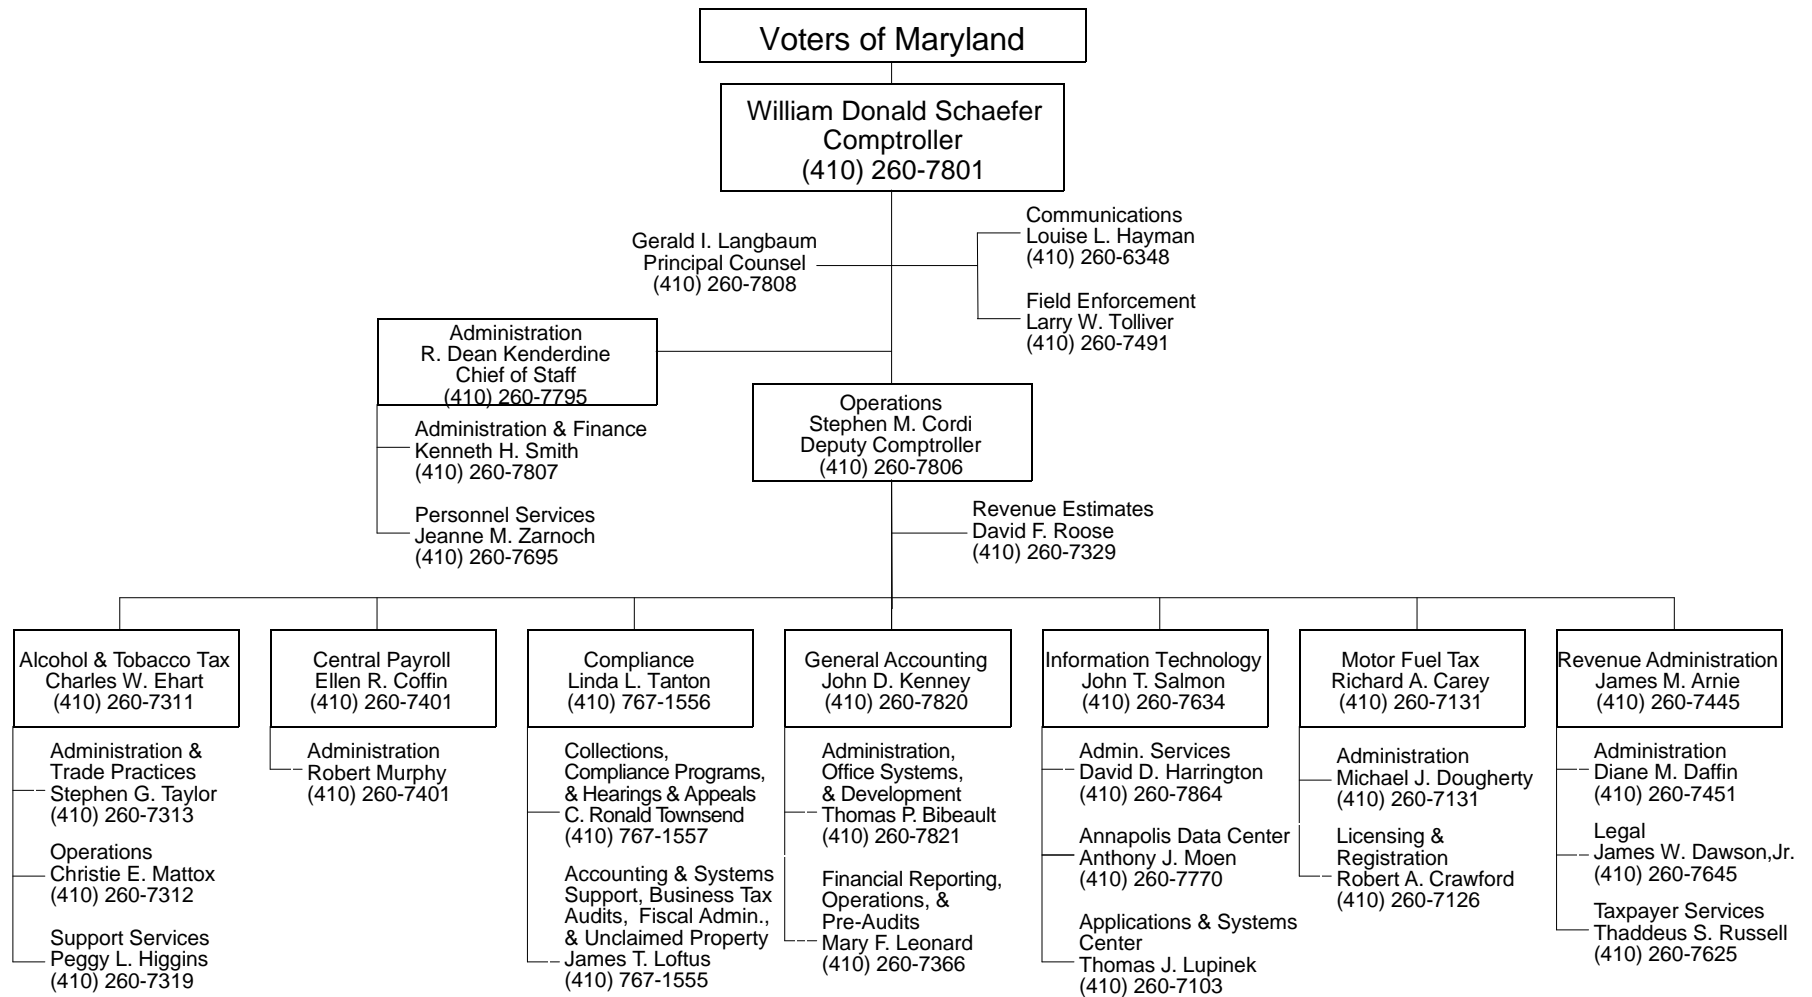 Voters of Maryland
William Donald Schaefer
Comptroller
(410) 260-7801
Gerald I. Langbaum
Principal Counsel
(410) 260-7808
Communications
Louise L. Hayman
(410) 260-6348
Field Enforcement
Larry W. Tolliver
(410) 260-7491
Administration
R. Dean Kenderdine
Chief of Staff
(410) 260-7795
Administration & Finance
Kenneth H. Smith
(410) 260-7807
Personnel Services
Jeanne M. Zarnoch
(410) 260-7695
Operations
Stephen M. Cordi
Deputy Comptroller
(410) 260-7806
Revenue Estimates
David F. Roose
(410) 260-7329
Alcohol & Tobacco Tax
Charles W. Ehart
(410) 260-7311
Administration &
Trade Practices
Stephen G. Taylor
(410) 260-7313
Operations
Christie E. Mattox
(410) 260-7312
Support Services
Peggy L. Higgins
(410) 260-7319
Central Payroll
Ellen R. Coffin
(410) 260-7401
Administration
Robert Murphy
(410) 260-7401
Compliance
Linda L. Tanton
(410) 767-1556
Collections,
Compliance Programs,
& Hearings & Appeals
C. Ronald Townsend
(410) 767-1557
Accounting & Systems
Support, Business Tax
Audits, Fiscal Admin.,
& Unclaimed Property
James T. Loftus
(410) 767-1555
General Accounting
John D. Kenney
(410) 260-7820
Administration,
Office Systems,
& Development
Thomas P. Bibeault
(410) 260-7821
Financial Reporting,
Operations, &
Pre-Audits
Mary F. Leonard
(410) 260-7366
Information Technology
John T. Salmon
(410) 260-7634
Admin. Services
David D. Harrington
(410) 260-7864
Annapolis Data Center
Anthony J. Moen
(410) 260-7770
Applications & Systems
Center
Thomas J. Lupinek
(410) 260-7103
Motor Fuel Tax
Richard A. Carey
(410) 260-7131
Administration
Michael J. Dougherty
(410) 260-7131
Licensing &
Registration
Robert A. Crawford
(410) 260-7126
Revenue Administration
James M. Arnie
(410) 260-7445
Administration
Diane M. Daffin
(410) 260-7451
Legal
James W. Dawson,Jr.
(410) 260-7645
Taxpayer Services
Thaddeus S. Russell
(410) 260-7625